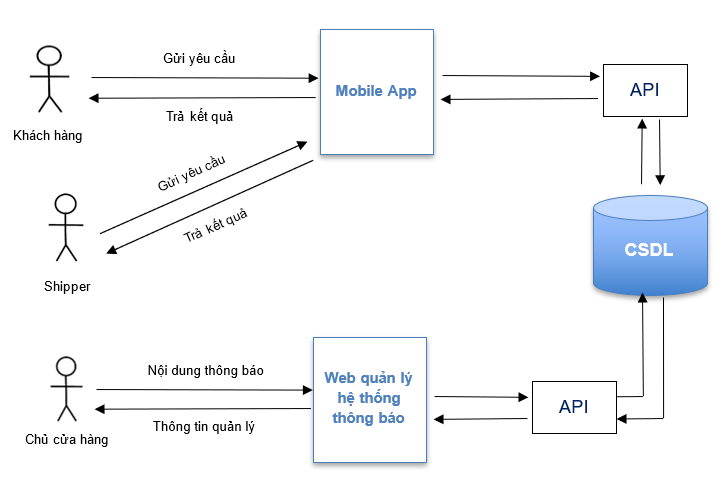 Gửi yêu cầu
Mobile App
API
Trả kết quả
Khách hàng
Gửi yêu cầu
Trả kết quả
Shipper
CSDL
Nội dung thông báo
Web quản lý
hệ thống
thông báo
API
Thông tin quản lý
Chủ cửa hàng